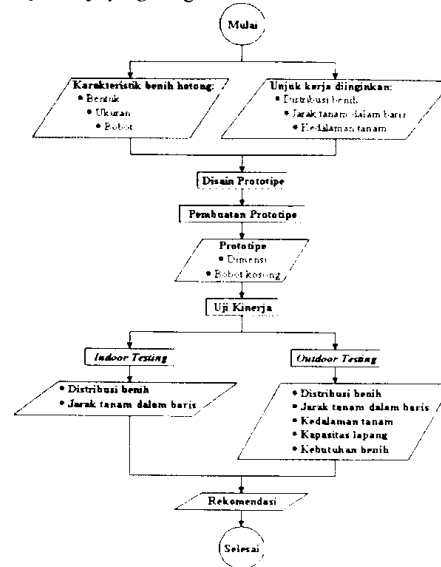 Mulai
Karakteristik benih hotong:
• Bentuk
• Ukuran
• Bobot
Unjuk kerja diinginkan:
• Distribusi benih
• Jarak tanam dalam baris
• Kedalaman tanam
Disain Prototipe
Pembuatan Prototipe
Prototipe
• Dimensi
• Bobot kosong
Uji Kinerja
Indoor Testing
• Distribusi benih
• Jarak tanam dalam baris
Outdoor Testing
• Distribusi benih
• Jarak tanam dalam baris
• Kedalaman tanam
• Kapasitas lapang
• Kebutuhan benih
Rekomendasi
Selesai